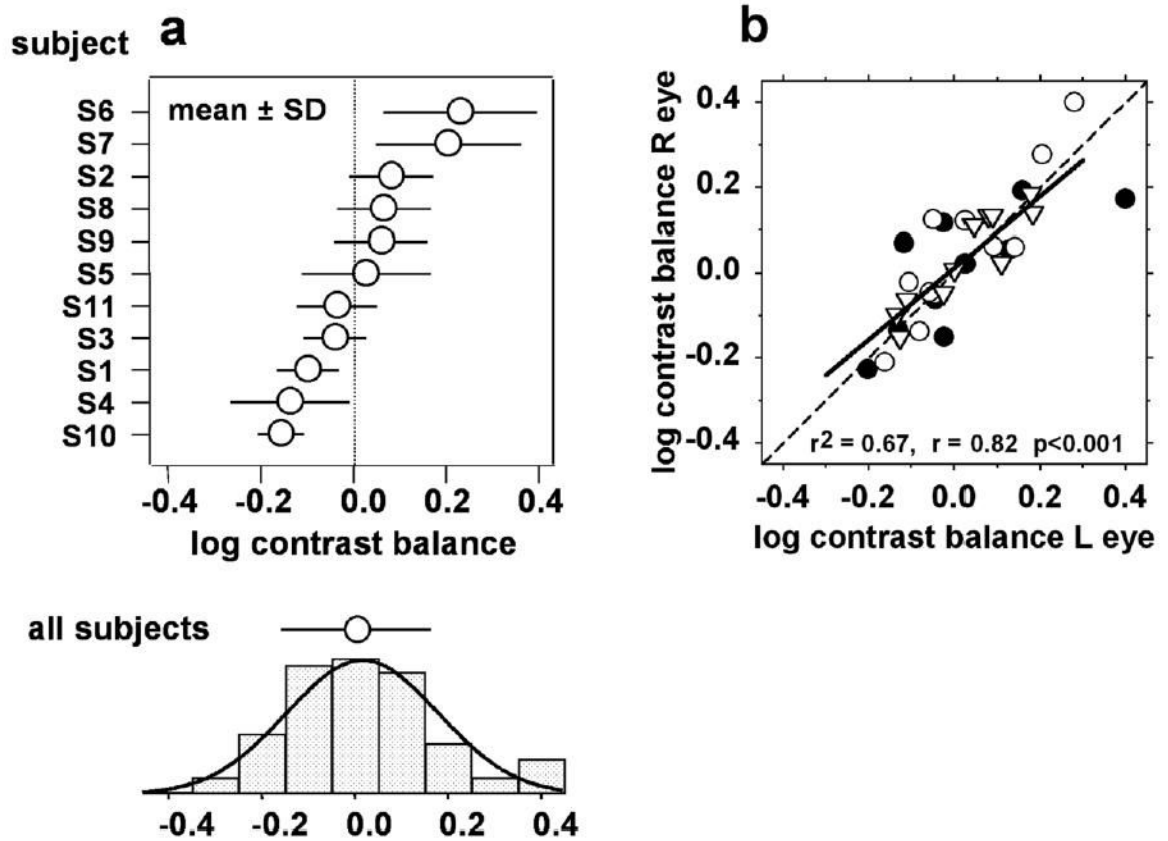 a
subject
mean ± SD
S6
S7
S2
S8
S9
S5
S11
S3
S1
S4
S10
-0.4 -0.2 0.0 0.2 0.4
log contrast balance
all subjects
-0.4 -0.2 0.0 0.2 0.4
b
log contrast balance R eye
0.4
0.2
0.0
-0.2
-0.4
r² = 0.67, r = 0.82 p<0.001
-0.4 -0.2 0.0 0.2 0.4
log contrast balance L eye